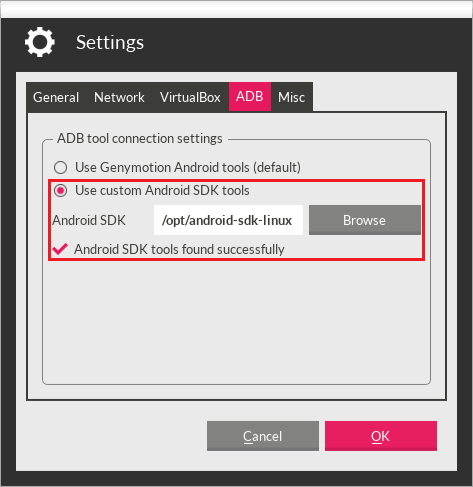 Settings
General Network VirtualBox ADB Misc
ADB tool connection settings
Use Genymotion Android tools (default)
Use custom Android SDK tools
Android SDK /opt/android-sdk-linux Browse
Android SDK tools found successfully
Cancel OK